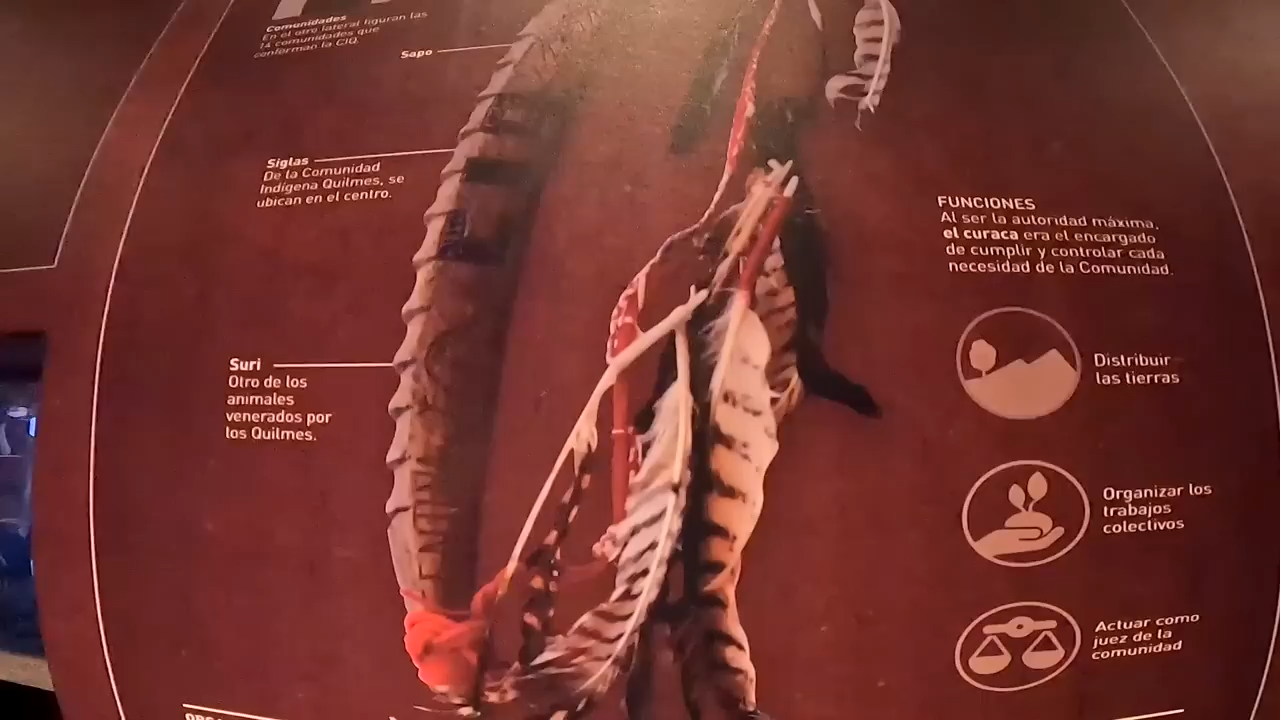 Comunidades
En el otro lateral figuran las
14 comunidades que
conforman la CIQ.
Sapo
Siglas
De la Comunidad
Indígena Quilmes, se
ubican en el centro.
Suri
Otro de los
animales
venerados por
los Quilmes.
FUNCIONES
Al ser la autoridad máxima,
el curaca era el encargado
de cumplir y controlar cada
necesidad de la Comunidad.
Distribuir
las tierras
Organizar los
trabajos
colectivos
Actuar como
juez de la
comunidad